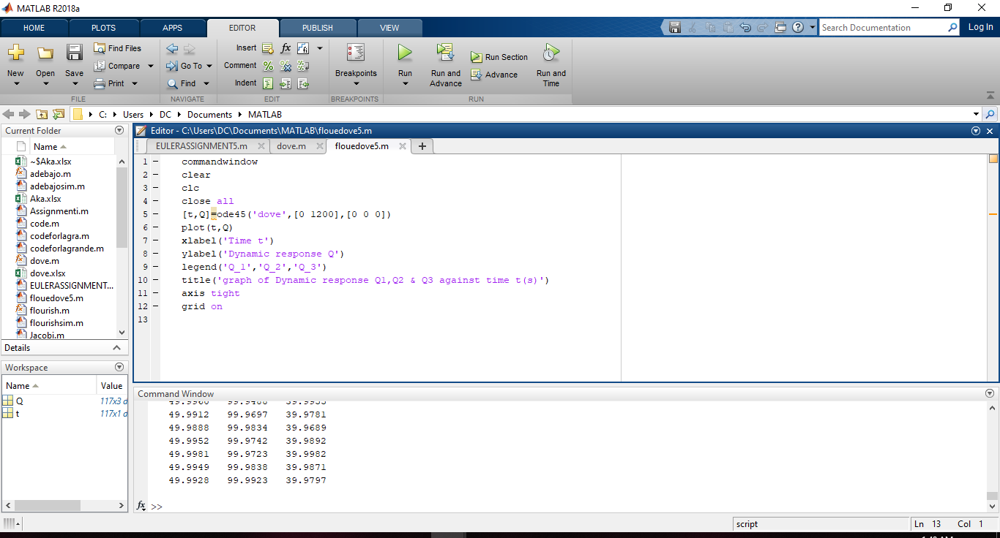 MATLAB R2018a
HOME PLOTS APPS EDITOR PUBLISH VIEW Search Documentation Log In
New Open Save Find Files Compare Print Go To Find Insert Comment Indent fx Breakpoints Run Run and Advance Run Section Advance Run and Time
FILE NAVIGATE EDIT BREAKPOINTS RUN
C: Users DC Documents MATLAB
Current Folder
Name
~$Aka.xlsx
adebajo.m
adebajosim.m
Aka.xlsx
Assignmenti.m
code.m
codeforlagra.m
codeforlagrande.m
dove.m
dove.xlsx
EULERASSIGNMENT...
flouedove5.m
flourish.m
flourishsim.m
Jacobi.m
Details
Workspace
Name Value
Q 117x3 d
t 117x1 d
Editor - C:\Users\DC\Documents\MATLAB\flouedove5.m
EULERASSIGNMENT5.m dove.m flouedove5.m
1 commandwindow
2 clear
3 clc
4 close all
5 [t,Q]=ode45('dove',[0 1200],[0 0 0])
6 plot(t,Q)
7 xlabel('Time t')
8 ylabel('Dynamic response Q')
9 legend('Q_1','Q_2','Q_3')
10 title('graph of Dynamic response Q1,Q2 & Q3 against time t(s)')
11 axis tight
12 grid on
13
Command Window
49.9912 99.9697 39.9781
49.9888 99.9834 39.9689
49.9952 99.9742 39.9892
49.9981 99.9723 39.9982
49.9949 99.9838 39.9871
49.9928 99.9923 39.9797
fx >>
script Ln 13 Col 1